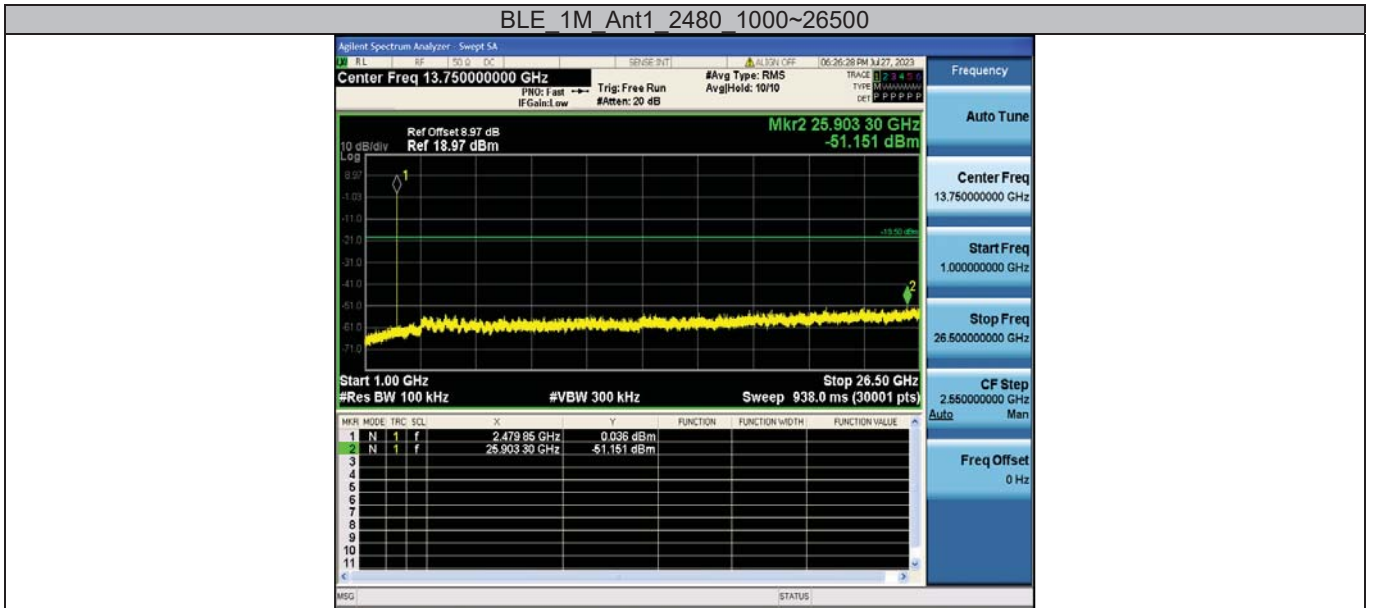 BLE_1M_Ant1_2480_1000~26500
Agilent Spectrum Analyzer - Swept SA
RL RF 50 Ω DC SENSE:INT ALIGN OFF 06:26:28 PM Jul 27, 2023
Center Freq 13.750000000 GHz
PNO: Fast
IFGain:Low
Trig: Free Run
#Atten: 20 dB
#Avg Type: RMS
Avg|Hold: 10/10
TRACE 1 2 3 4 5 6
TYPE M
DET P P P P P P
Mkr2 25.903 30 GHz
-51.151 dBm
Ref Offset 8.97 dB
10 dB/div Ref 18.97 dBm
Log
8.97
-1.03
-11.0
-21.0
-31.0
-41.0
-51.0
-61.0
-71.0
1
2
Start 1.00 GHz Stop 26.50 GHz
#Res BW 100 kHz #VBW 300 kHz Sweep 938.0 ms (30001 pts)
MKR MODE TRC SCL X Y FUNCTION FUNCTION WIDTH FUNCTION VALUE
1 N 1 f 2.479 85 GHz 0.036 dBm
2 N 1 f 25.903 30 GHz -51.151 dBm
3
4
5
6
7
8
9
10
11
MSG STATUS
Frequency
Auto Tune
Center Freq
13.750000000 GHz
Start Freq
1.000000000 GHz
Stop Freq
26.500000000 GHz
CF Step
2.550000000 GHz
Auto Man
Freq Offset
0 Hz